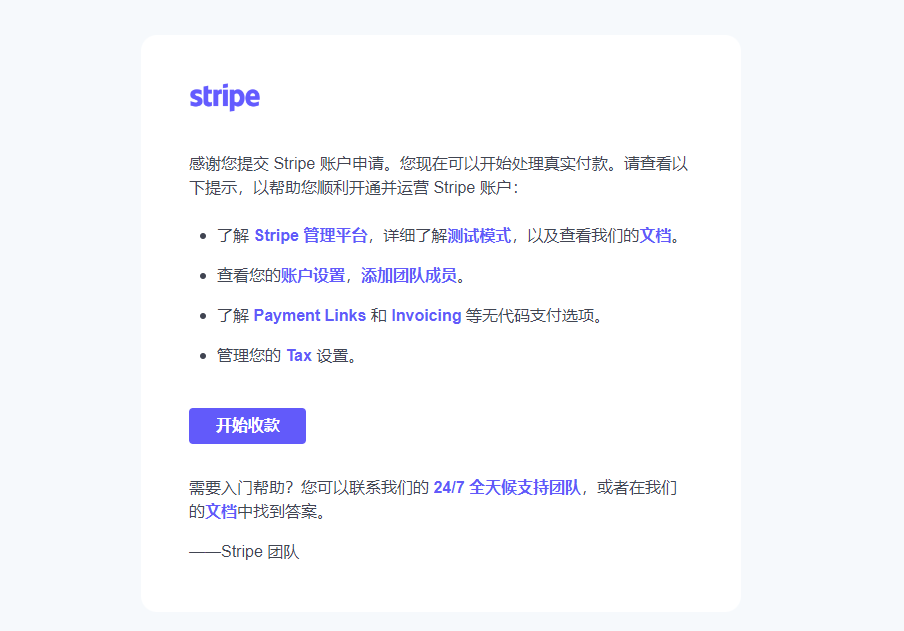 stripe
感谢您提交 Stripe 账户申请。您现在可以开始处理真实付款。请查看以
下提示，以帮助您顺利开通并运营 Stripe 账户：
• 了解 Stripe 管理平台，详细了解测试模式，以及查看我们的文档。
• 查看您的账户设置，添加团队成员。
• 了解 Payment Links 和 Invoicing 等无代码支付选项。
• 管理您的 Tax 设置。
开始收款
需要入门帮助？您可以联系我们的 24/7 全天候支持团队，或者在我们
的文档中找到答案。
——Stripe 团队